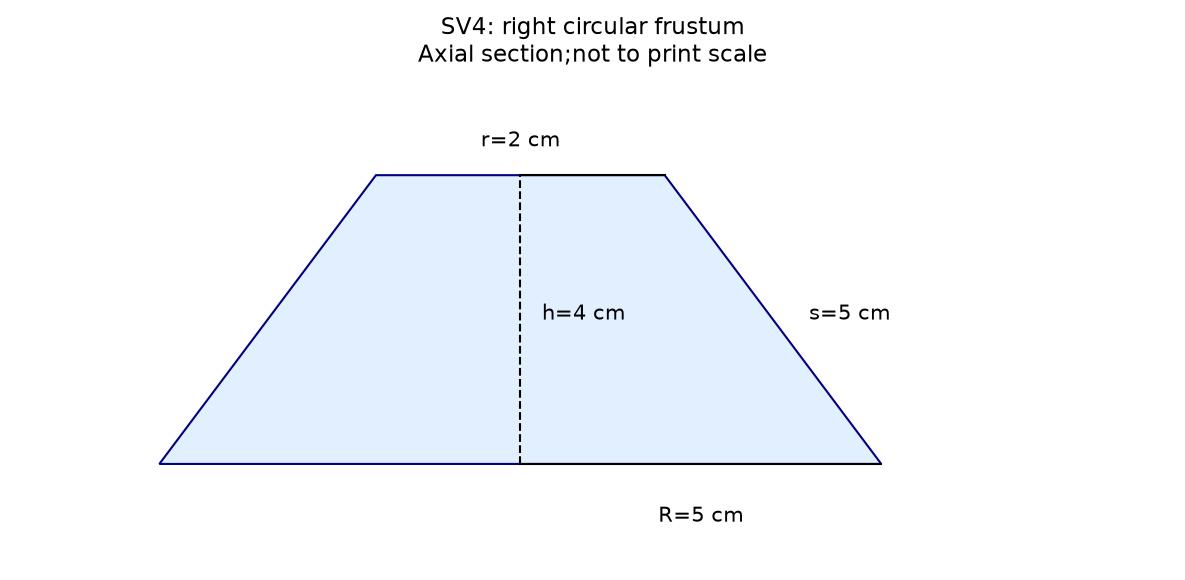 SV4: right circular frustum
Axial section;not to print scale
r=2 cm
h=4 cm
s=5 cm
R=5 cm